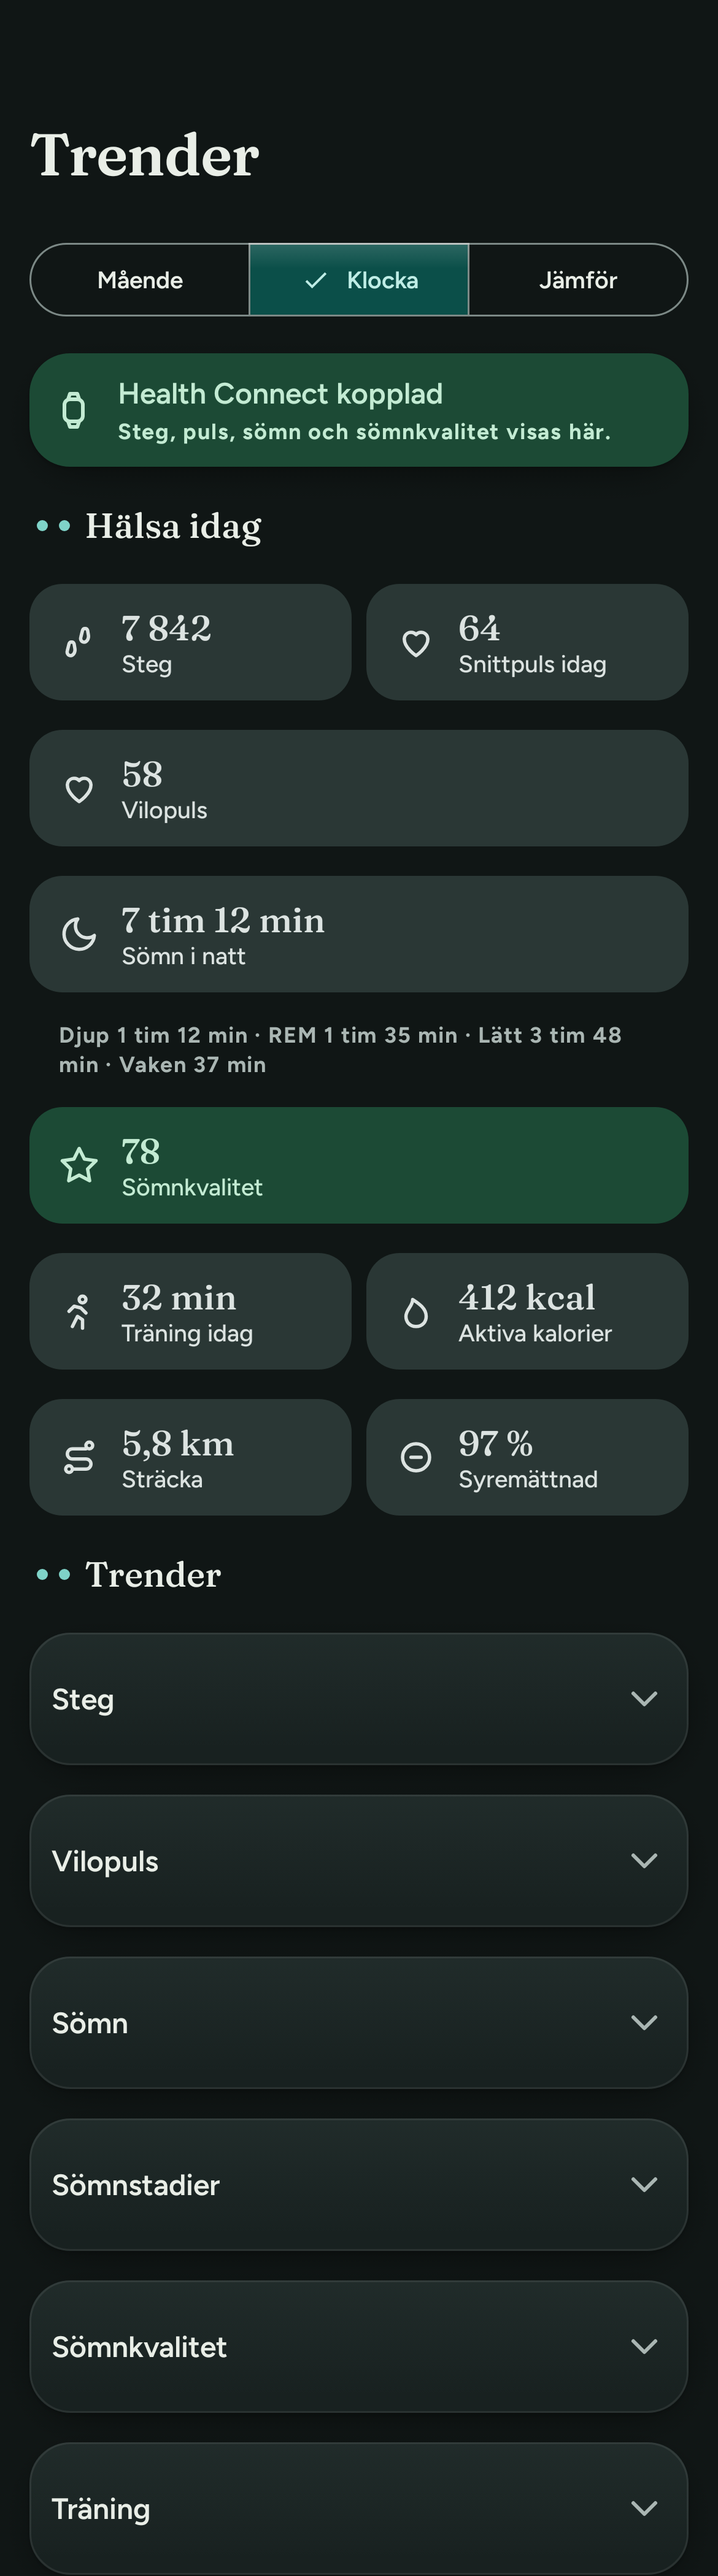 Trender
Mående
Klocka
Jämför
Health Connect kopplad
Steg, puls, sömn och sömnkvalitet visas här.
Hälsa idag
7 842
Steg
64
Snittpuls idag
58
Vilopuls
7 tim 12 min
Sömn i natt
Djup 1 tim 12 min · REM 1 tim 35 min · Lätt 3 tim 48
min · Vaken 37 min
78
Sömnkvalitet
32 min
Träning idag
412 kcal
Aktiva kalorier
5,8 km
Sträcka
97 %
Syremättnad
Trender
Steg
Vilopuls
Sömn
Sömnstadier
Sömnkvalitet
Träning